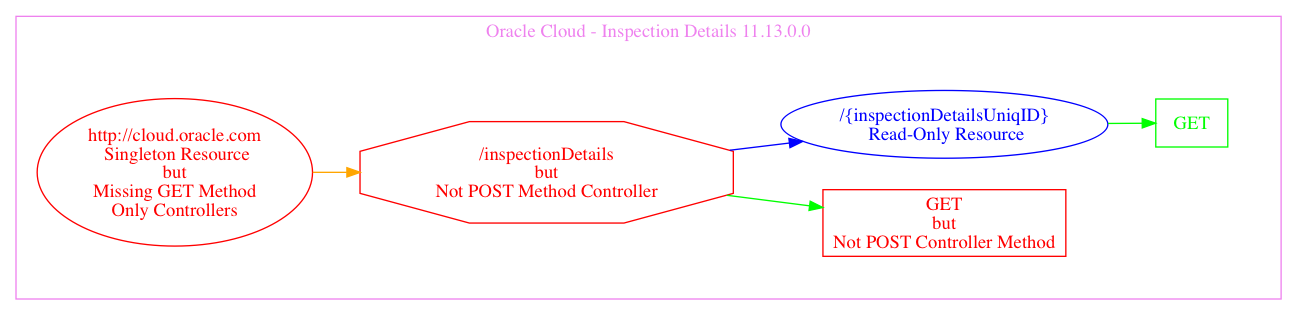 Oracle Cloud - Inspection Details 11.13.0.0
http://cloud.oracle.com
Singleton Resource
but
Missing GET Method
Only Controllers
/inspectionDetails
but
Not POST Method Controller
/{inspectionDetailsUniqID}
Read-Only Resource
GET
GET
but
Not POST Controller Method